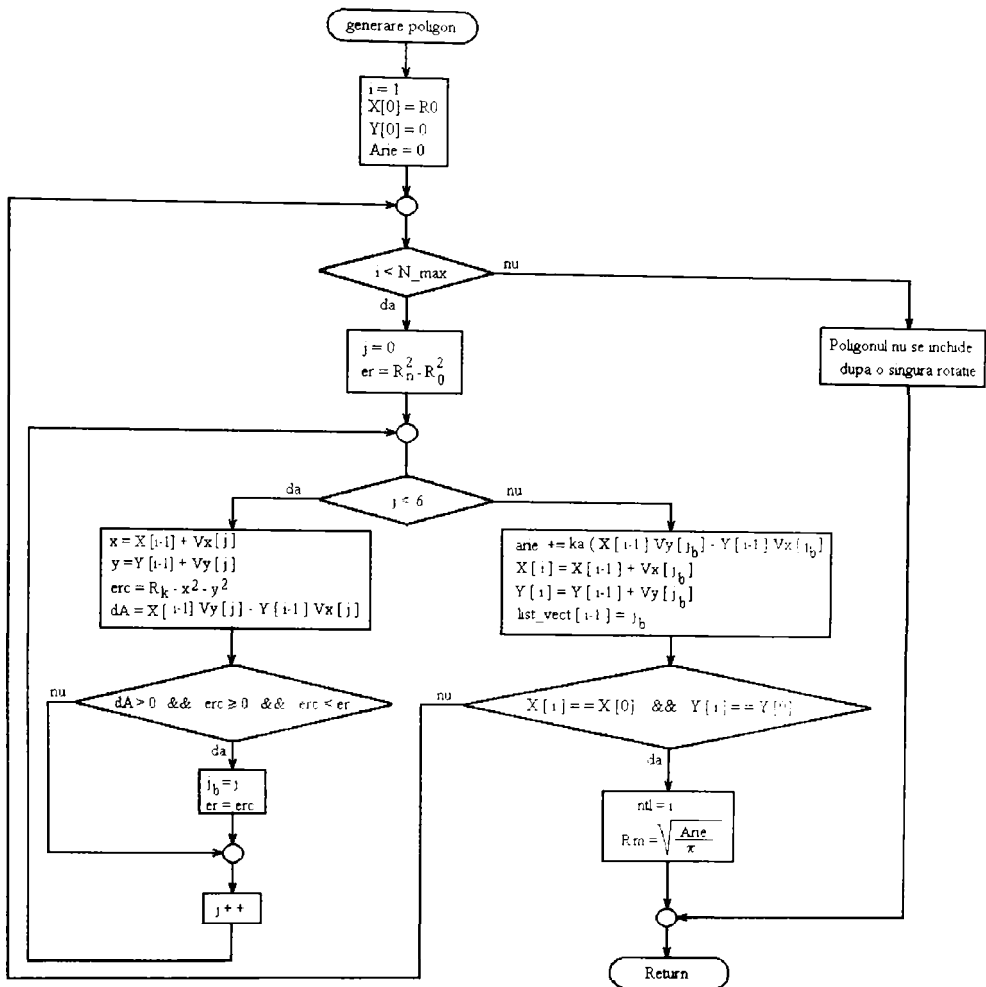 generare poligon
i = 1
X[0] = R0
Y[0] = 0
Arie = 0
i < N_max
nu
da
j = 0
er = R_n^2 - R_0^2
Poligonul nu se inchide
dupa o singura rotatie
j < 6
da
nu
x = X[i-1] + Vx[j]
y = Y[i-1] + Vy[j]
erc = R_k - x^2 - y^2
dA = X[i-1] Vy[j] - Y[i-1] Vx[j]
arie += ka ( X[i-1] Vy[j_b] - Y[i-1] Vx[j_b]
X[i] = X[i-1] + Vx[j_b]
Y[i] = Y[i-1] + Vy[j_b]
list_vect[i-1] = j_b
nu
dA > 0 && erc ≥ 0 && erc < er
da
nu
X[i] == X[0] && Y[i] == Y[0]
da
j_b = j
er = erc
ntl = i
Rm = √(Arie/π)
j ++
Return